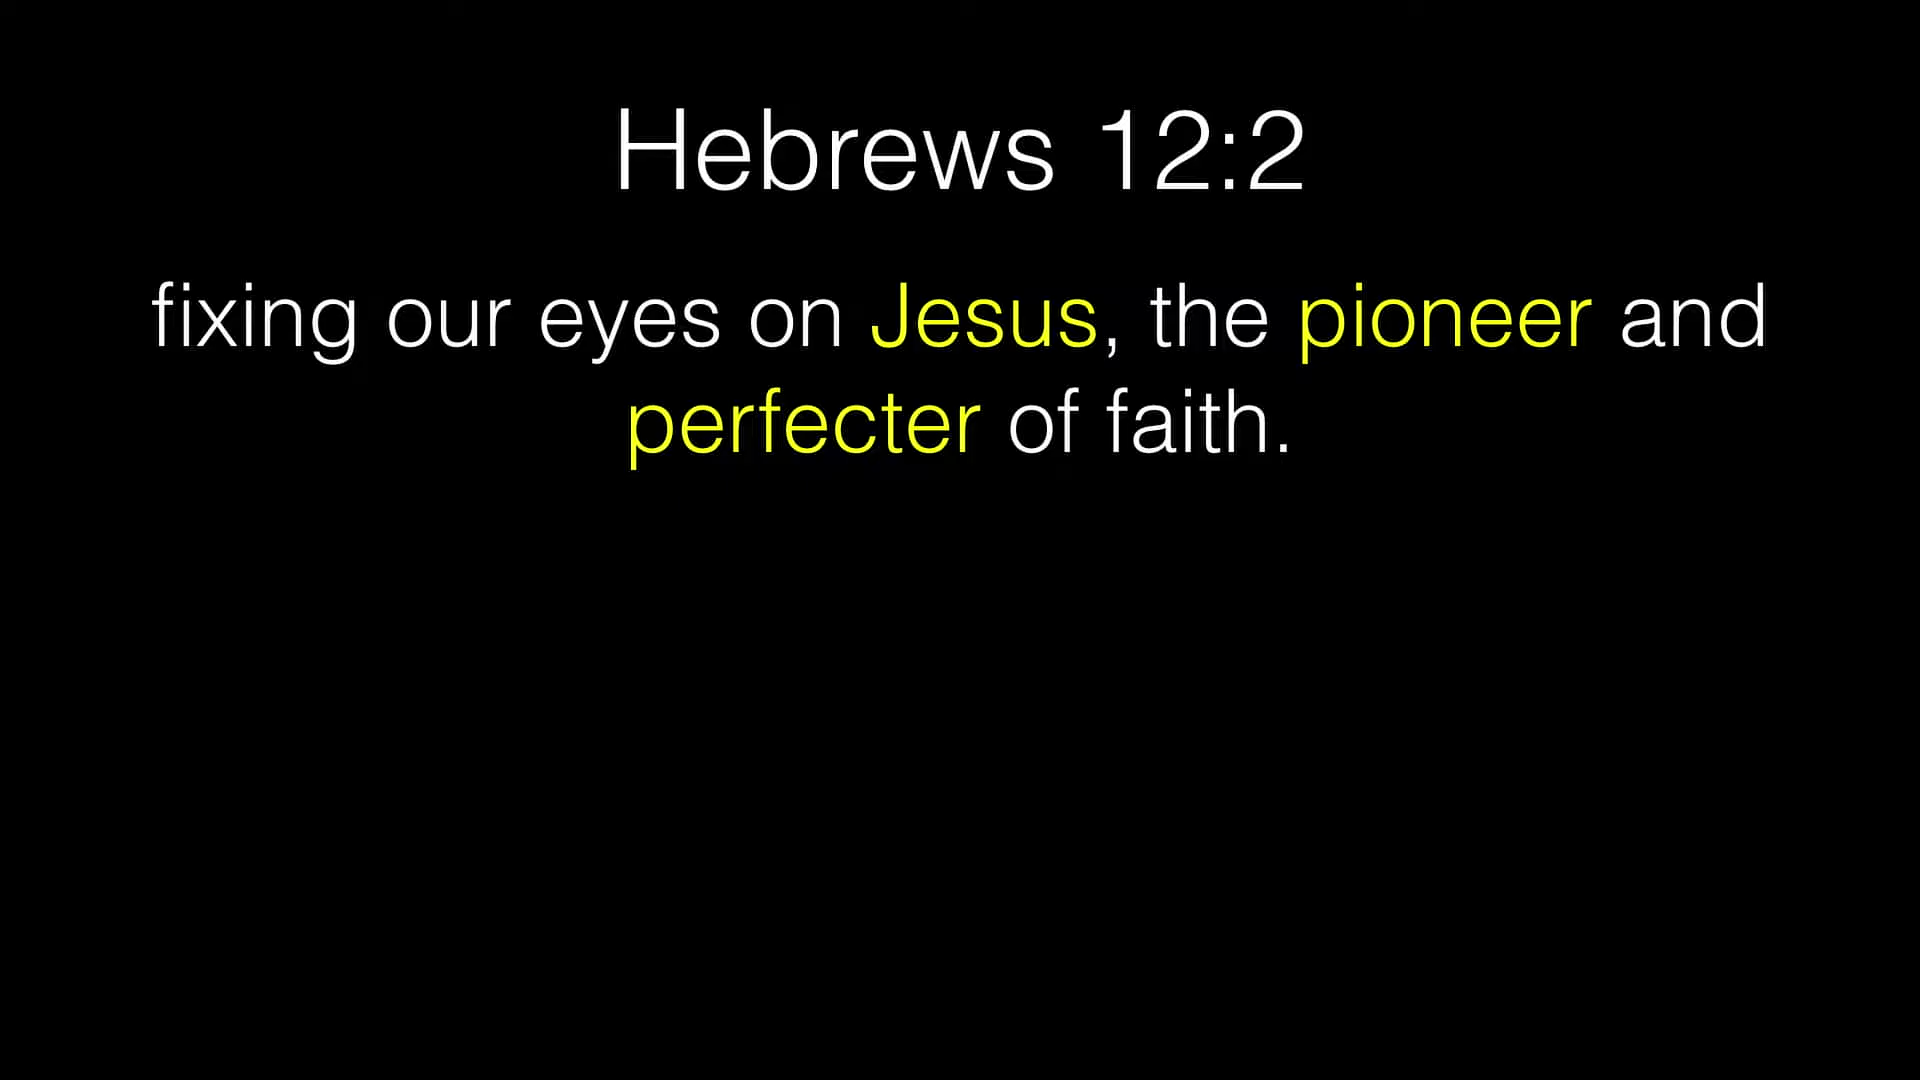 Hebrews 12:2
fixing our eyes on Jesus, the pioneer and
perfecter of faith.